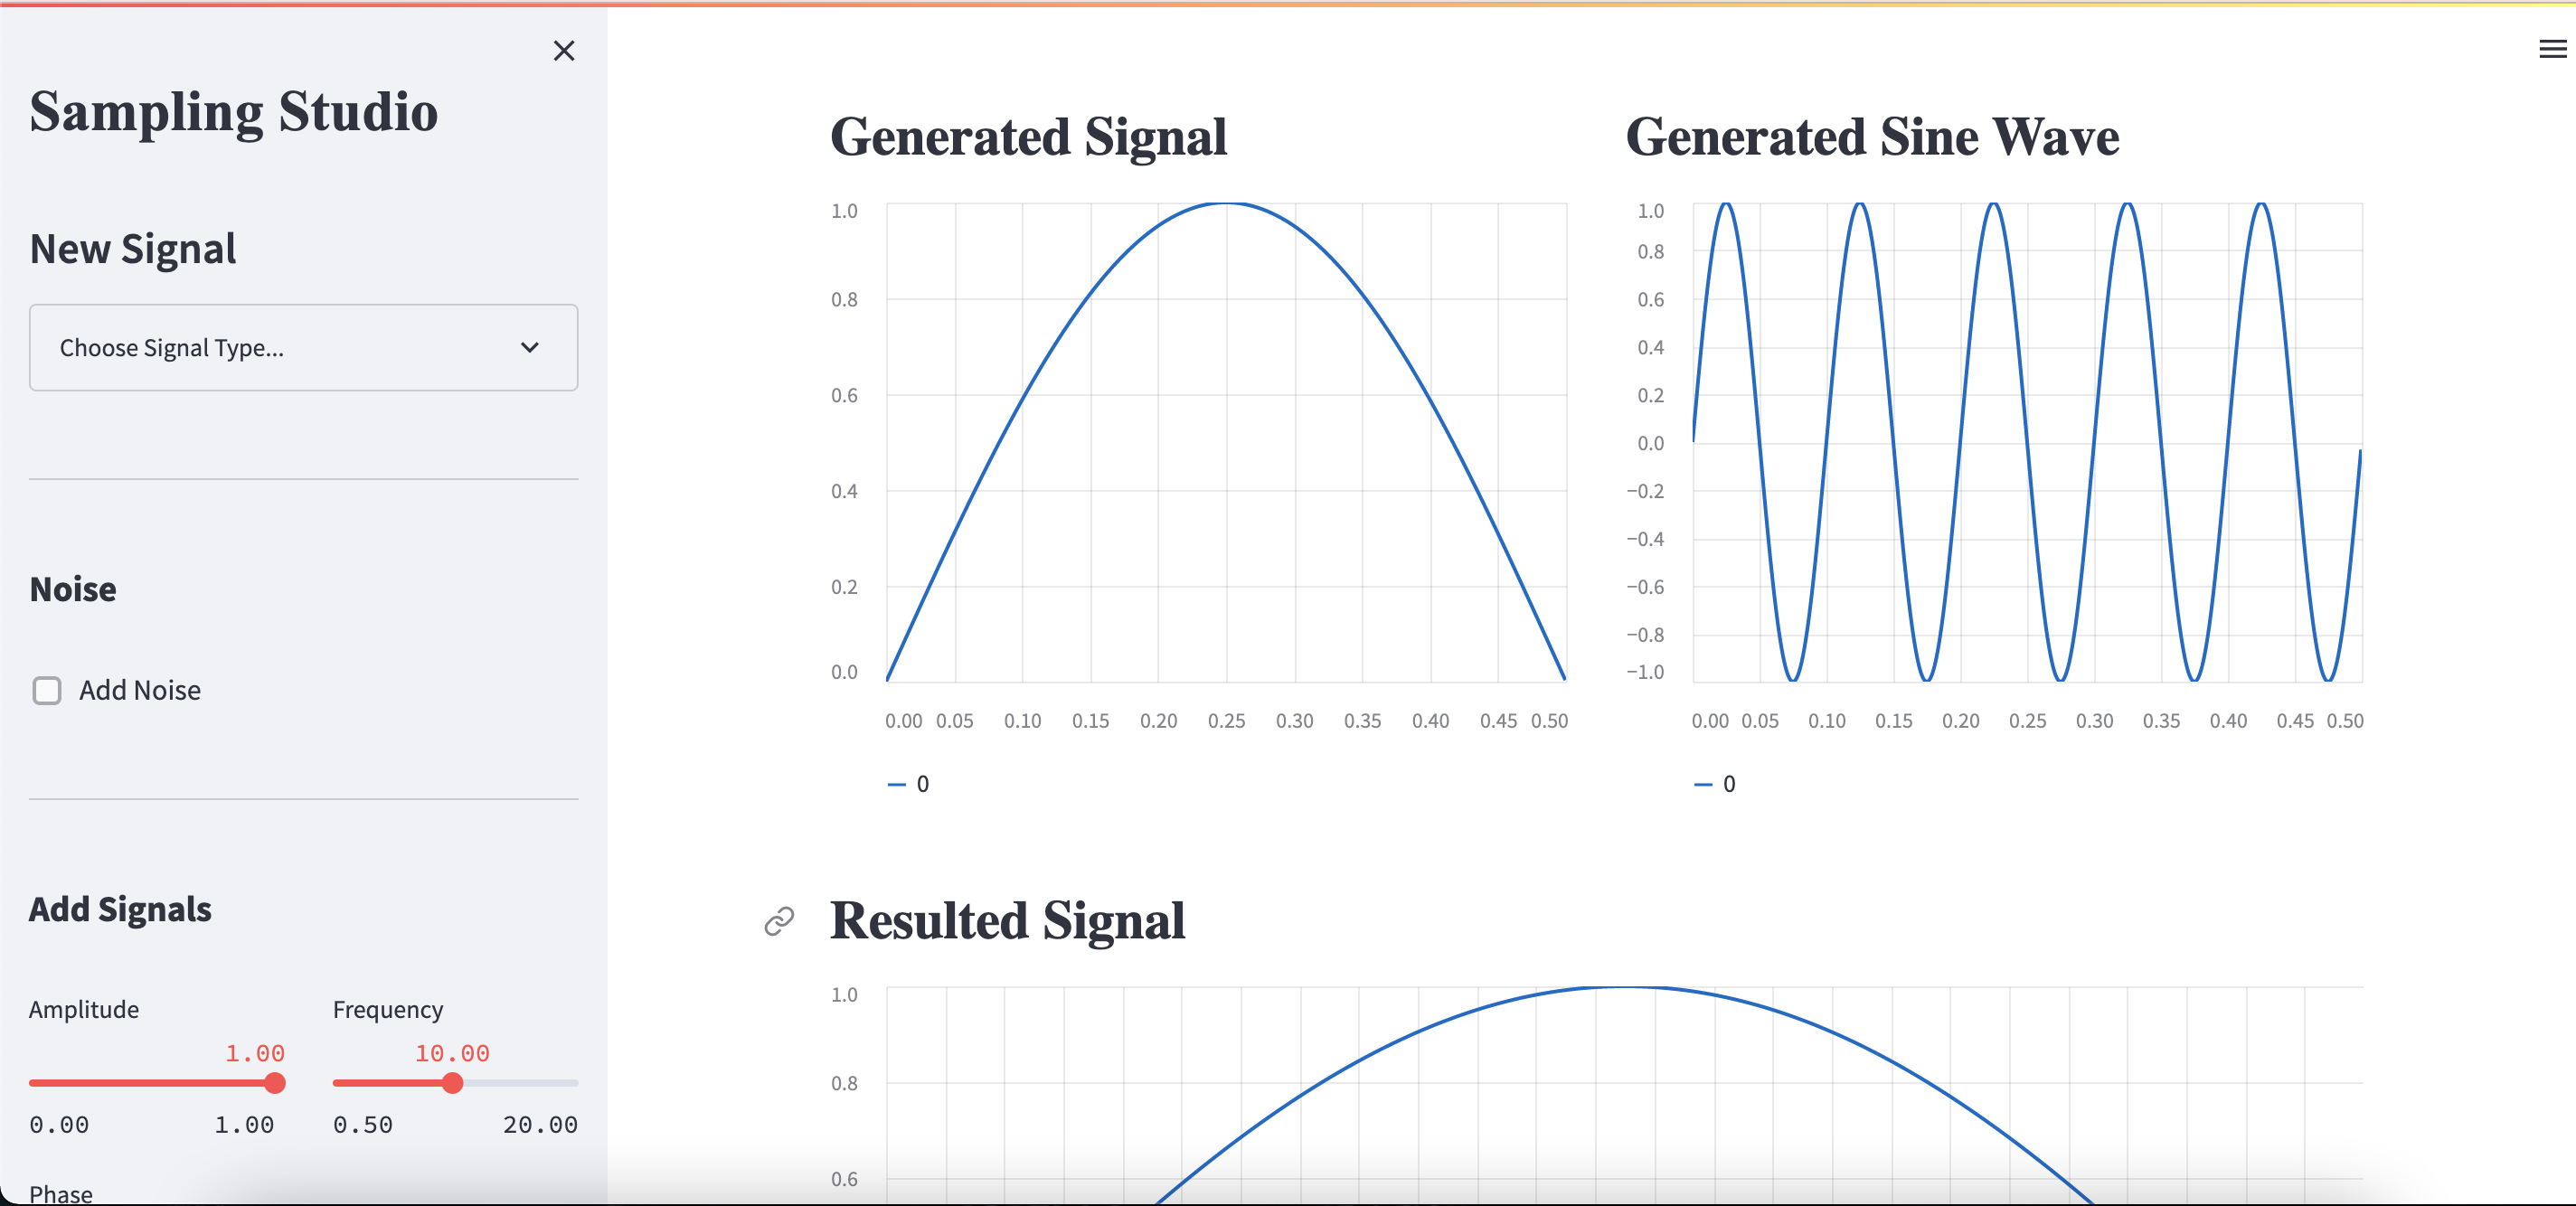 Sampling Studio
New Signal
Choose Signal Type...
Noise
Add Noise
Add Signals
Amplitude Frequency
1.00 10.00
0.00 1.00 0.50 20.00
Phase
Generated Signal
1.0
0.8
0.6
0.4
0.2
0.0
0.00 0.05 0.10 0.15 0.20 0.25 0.30 0.35 0.40 0.45 0.50
0
Generated Sine Wave
1.0
0.8
0.6
0.4
0.2
0.0
−0.2
−0.4
−0.6
−0.8
−1.0
0.00 0.05 0.10 0.15 0.20 0.25 0.30 0.35 0.40 0.45 0.50
0
Resulted Signal
1.0
0.8
0.6